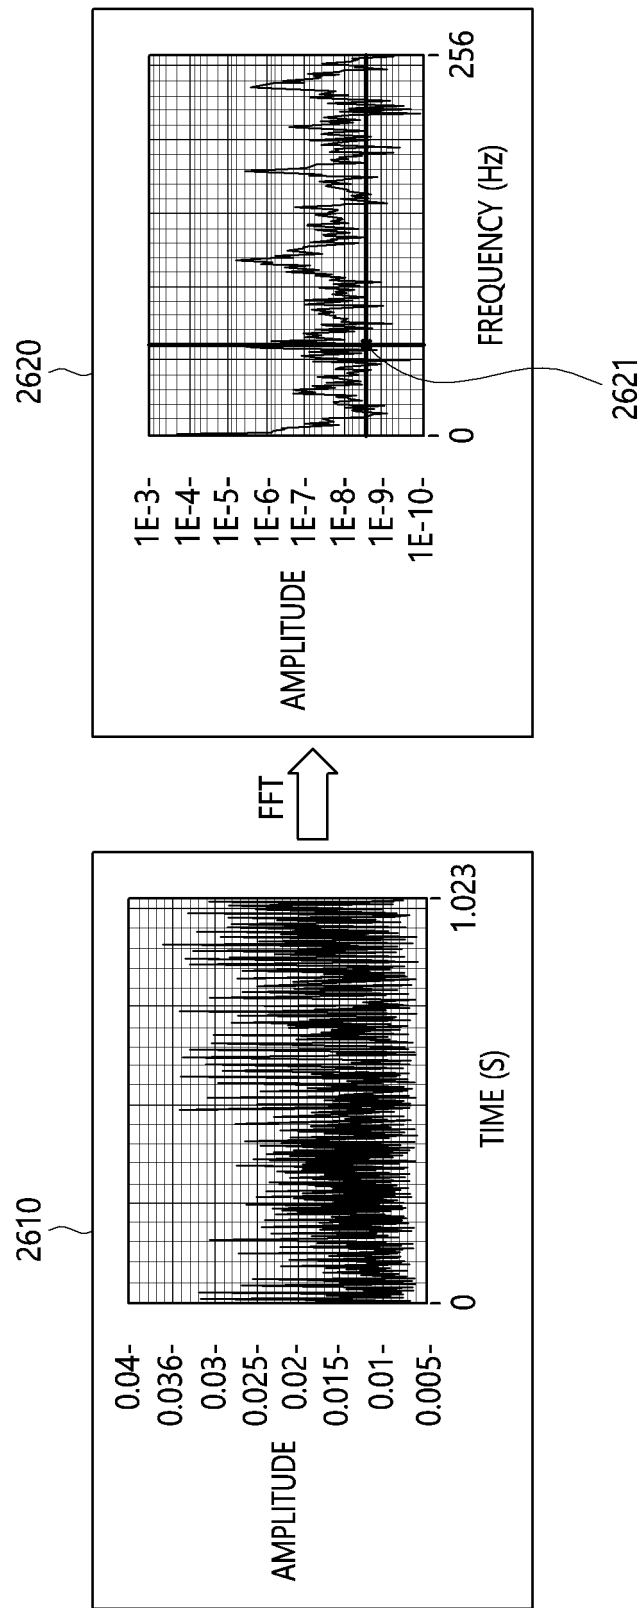 2610
AMPLITUDE
0.04-
0.036-
0.03-
0.025-
0.02-
0.015-
0.01-
0.005-
0
1.023
TIME (S)
FFT
2620
AMPLITUDE
1E-3-
1E-4-
1E-5-
1E-6-
1E-7-
1E-8-
1E-9-
1E-10-
0
256
FREQUENCY (Hz)
2621